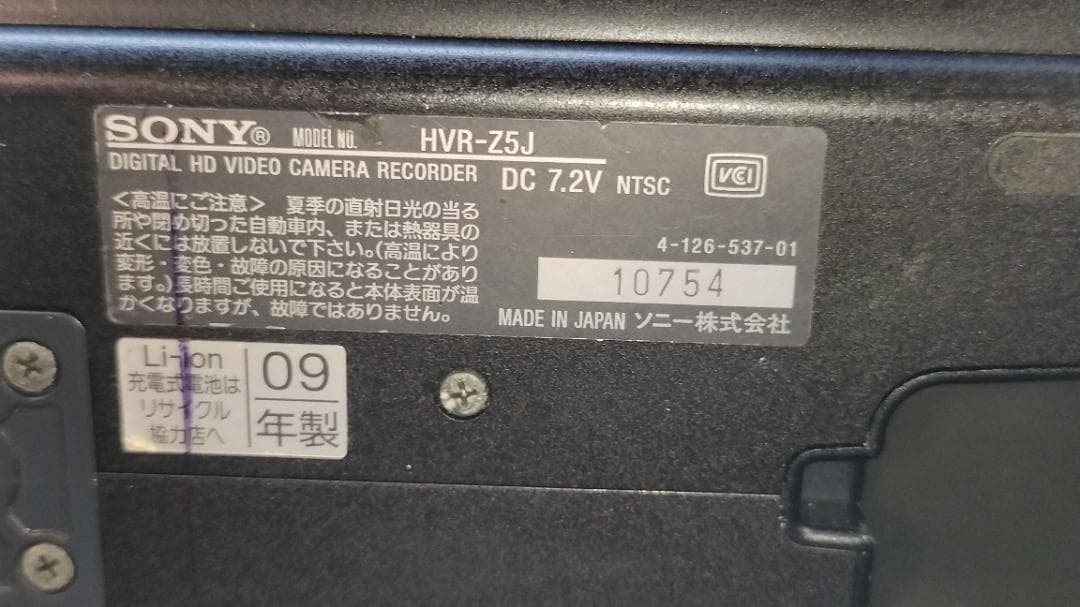 SONY® MODEL NO. HVR-Z5J
DIGITAL HD VIDEO CAMERA RECORDER DC 7.2V NTSC VCI
<高温にご注意> 夏季の直射日光の当る
所や閉め切った自動車内、または熱器具の
近くには放置しないで下さい。(高温により
変形・変色・故障の原因になることがあり
ます。)長時間ご使用になると本体表面が温
かくなりますが、故障ではありません。
4-126-537-01
10754
MADE IN JAPAN ソニー株式会社
Li-ion
充電式電池は
リサイクル
協力店へ
09
年製